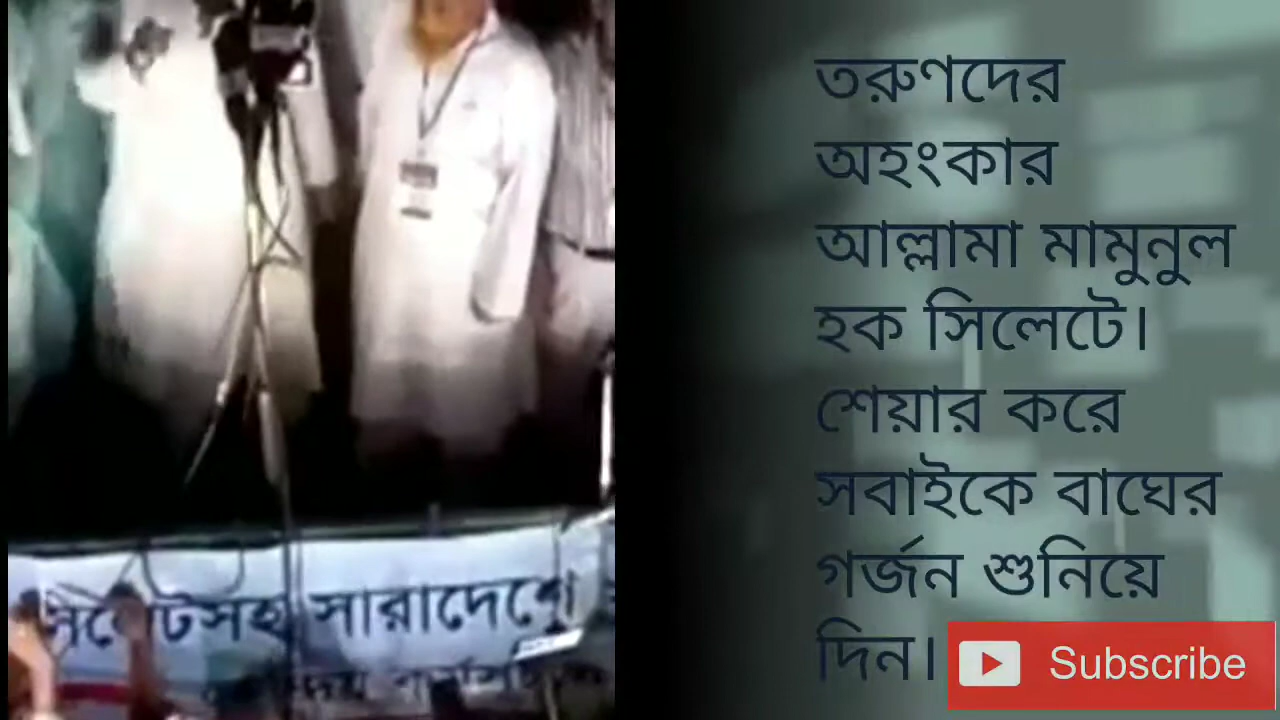 তরুণদের
অহংকার
আল্লামা মামুনুল
হক সিলেটে।
শেয়ার করে
সবাইকে বাঘের
গর্জন শুনিয়ে
দিন।
Subscribe
সারাদেশে